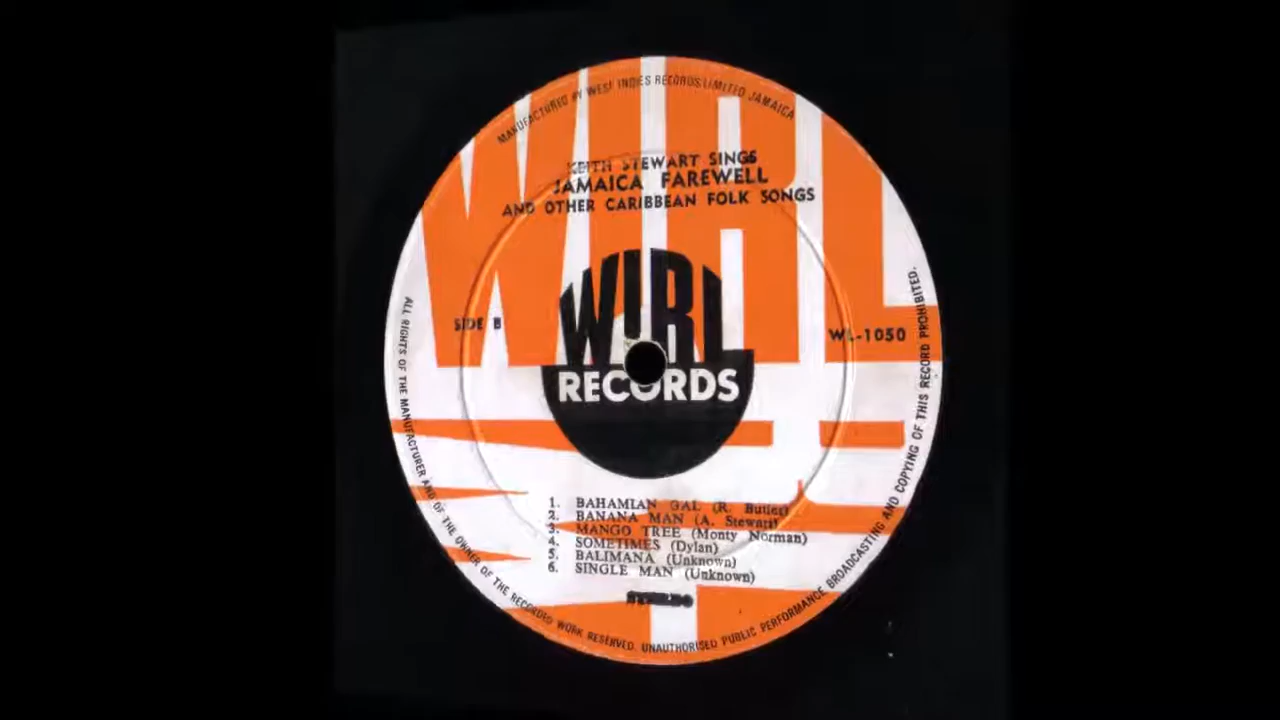 MANUFACTURED BY WEST INDIES RECORDS LIMITED JAMAICA
WIRL
KEITH STEWART SINGS
JAMAICA FAREWELL
AND OTHER CARIBBEAN FOLK SONGS
WIRL
RECORDS
SIDE B
WL-1050
1. BAHAMIAN GAL (R. Butler)
2. BANANA MAN (A. Stewart)
3. MANGO TREE (Monty Norman)
4. SOMETIMES (Dylan)
5. BALIMANA (Unknown)
6. SINGLE MAN (Unknown)
STEREO
ALL RIGHTS OF THE MANUFACTURER AND OF THE OWNER OF THE RECORDED WORK RESERVED. UNAUTHORISED PUBLIC PERFORMANCE BROADCASTING AND COPYING OF THIS RECORD PROHIBITED.